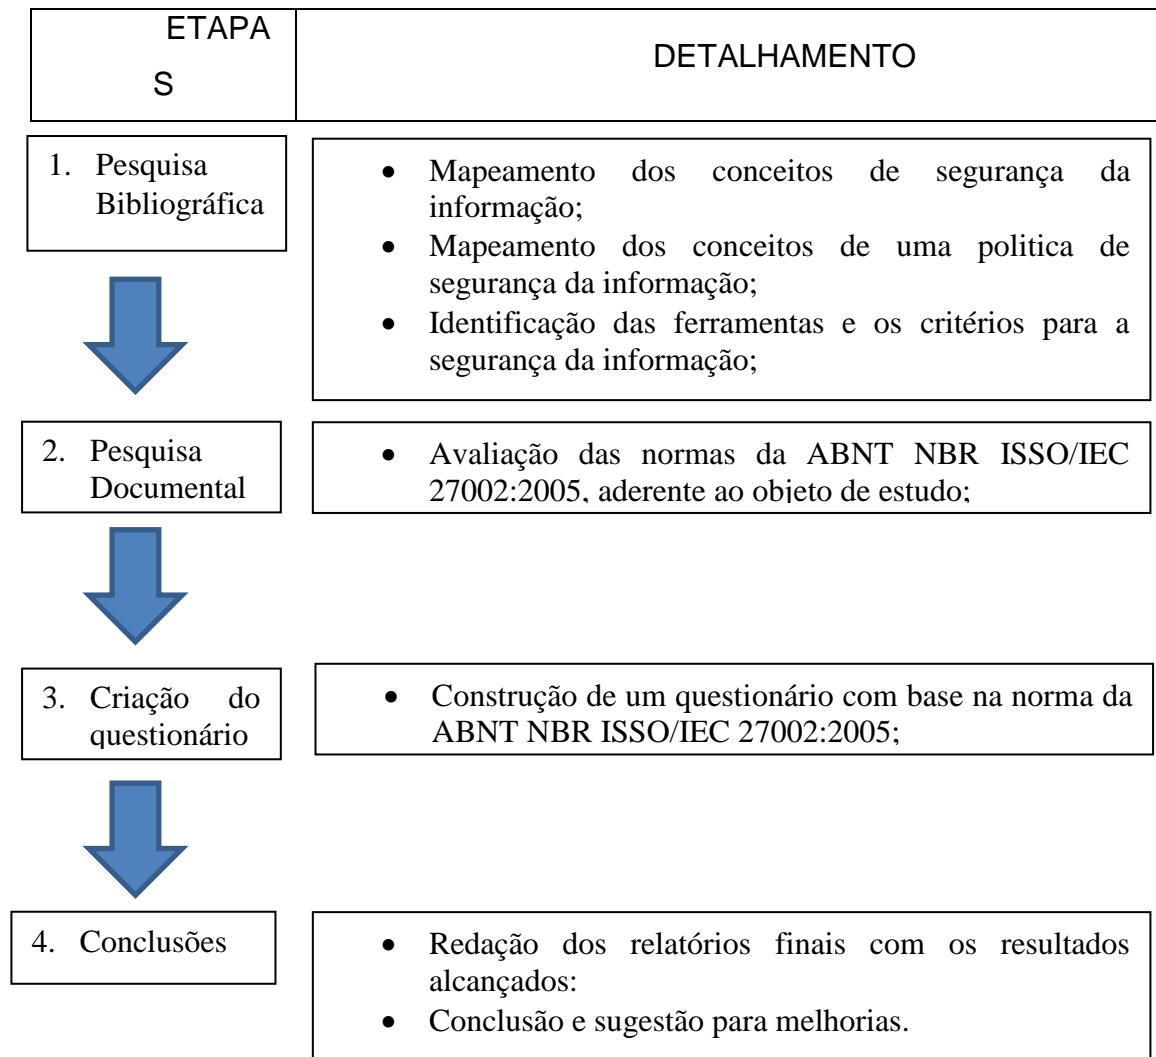 ETAPA
S
DETALHAMENTO
1. Pesquisa
Bibliográfica
• Mapeamento dos conceitos de segurança da
informação;
• Mapeamento dos conceitos de uma politica de
segurança da informação;
• Identificação das ferramentas e os critérios para a
segurança da informação;
2. Pesquisa
Documental
• Avaliação das normas da ABNT NBR ISSO/IEC
27002:2005, aderente ao objeto de estudo;
3. Criação do
questionário
• Construção de um questionário com base na norma da
ABNT NBR ISSO/IEC 27002:2005;
4. Conclusões
• Redação dos relatórios finais com os resultados
alcançados:
• Conclusão e sugestão para melhorias.